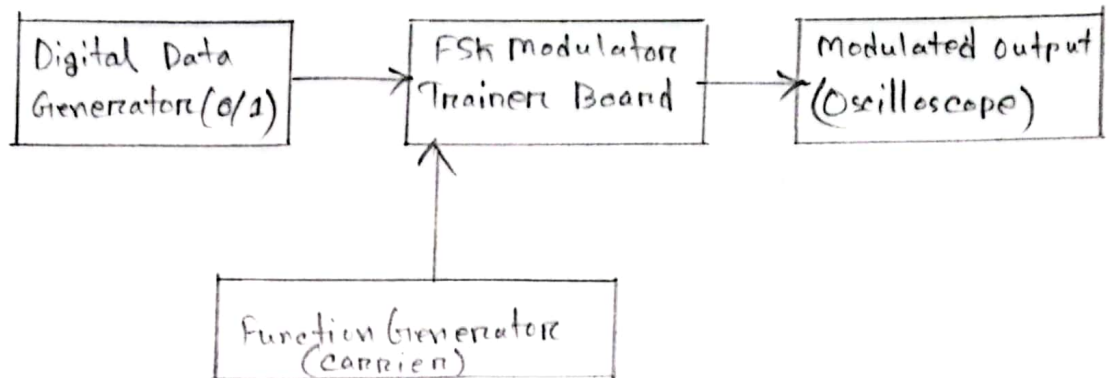 Digital Data
Generator (0/1)
FSK Modulator
Trainer Board
Modulated output
(Oscilloscope)
Function Generator
(carrier)